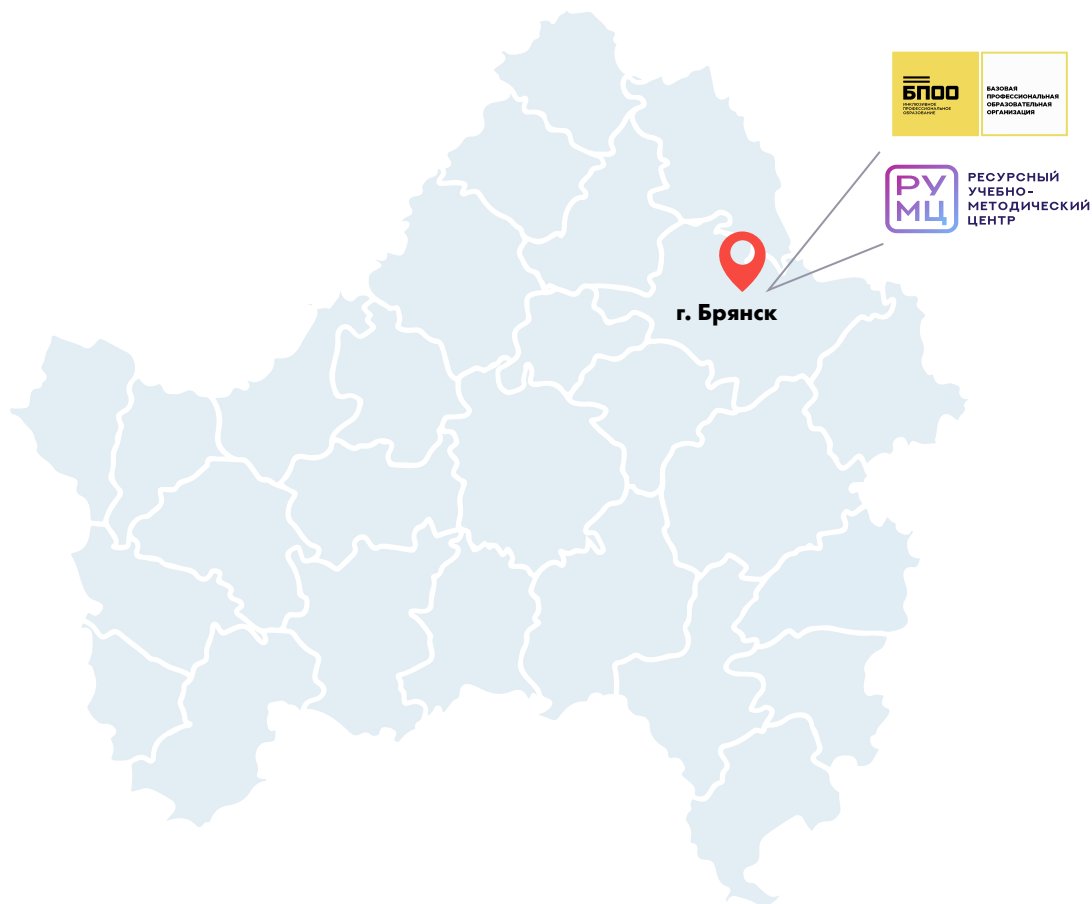 БПОО
ИНКЛЮЗИВНОЕ
ПРОФЕССИОНАЛЬНОЕ
ОБРАЗОВАНИЕ
БАЗОВАЯ
ПРОФЕССИОНАЛЬНАЯ
ОБРАЗОВАТЕЛЬНАЯ
ОРГАНИЗАЦИЯ
РУ
МЦ
РЕСУРСНЫЙ
УЧЕБНО-
МЕТОДИЧЕСКИЙ
ЦЕНТР
г. Брянск